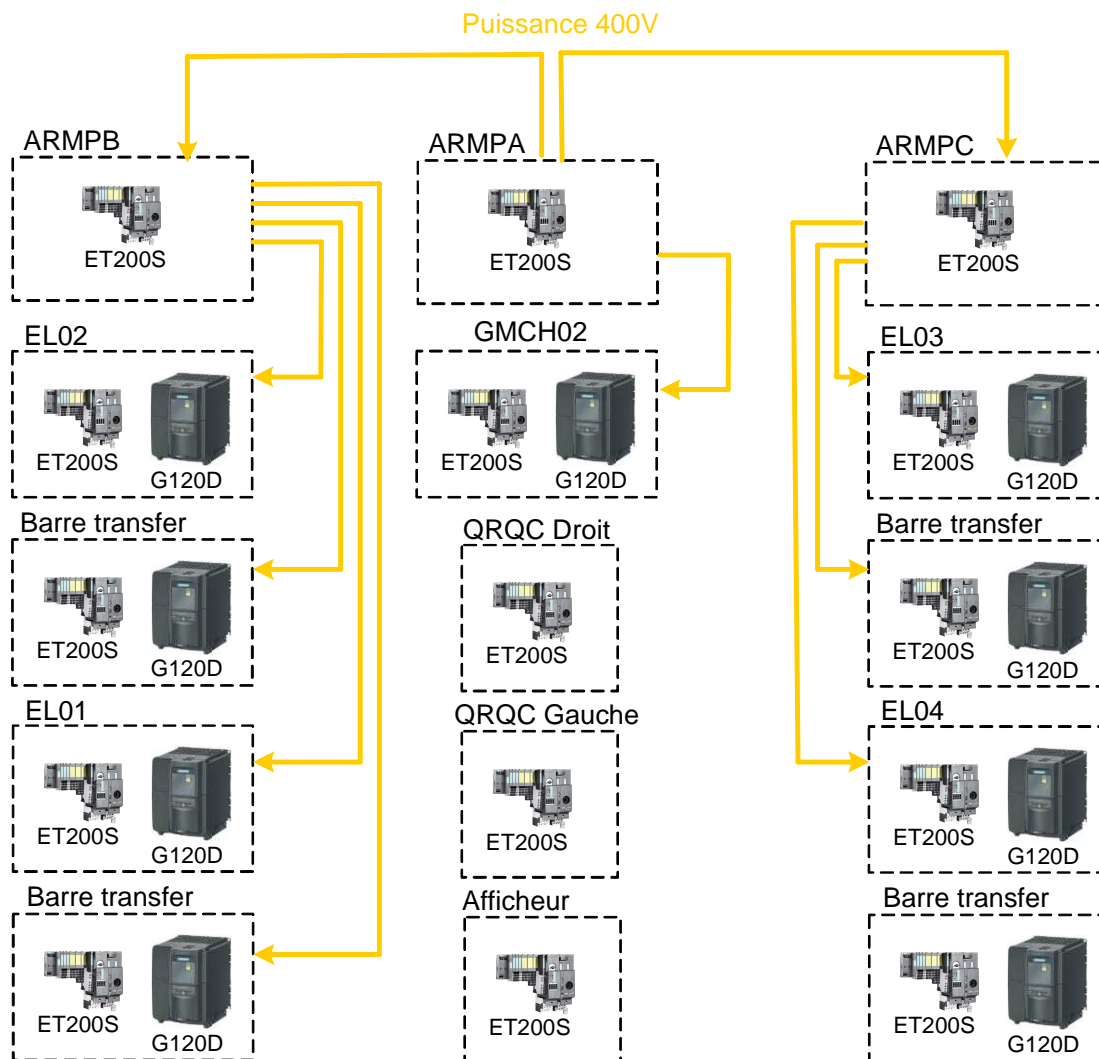 Puissance 400V
ARMPB
ARMPA
ARMPC
ET200S
ET200S
ET200S
EL02
GMCH02
EL03
ET200S
G120D
ET200S
G120D
ET200S
G120D
Barre transfer
QRQC Droit
Barre transfer
ET200S
G120D
ET200S
ET200S
G120D
EL01
QRQC Gauche
EL04
ET200S
G120D
ET200S
ET200S
G120D
Barre transfer
Afficheur
Barre transfer
ET200S
G120D
ET200S
ET200S
G120D